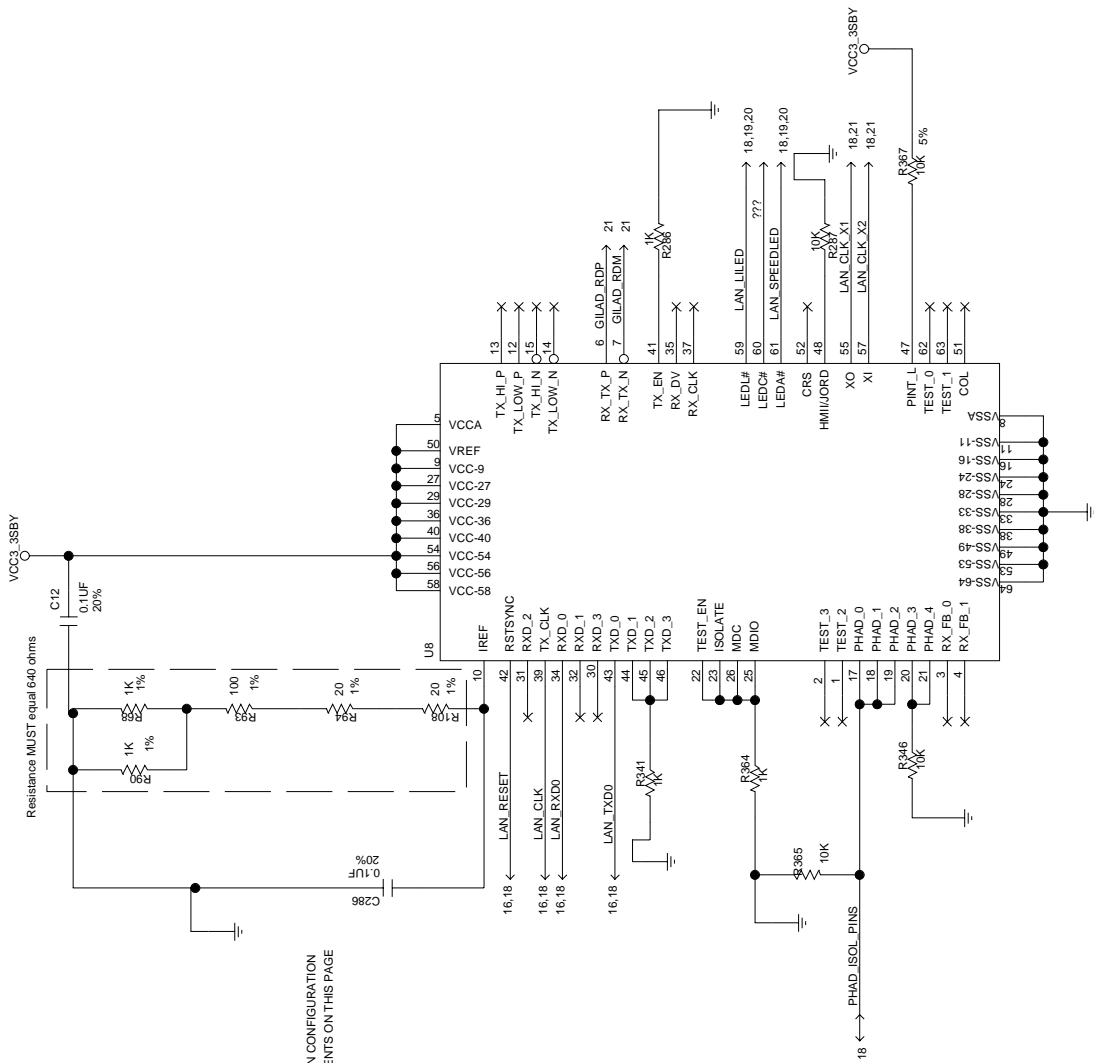 VCC3_3SBY
C12
0.1UF
20%
Resistance MUST equal 640 ohms
1K
1%
R68
1K
1%
R90
100
1%
R93
20
1%
R94
20
1%
R108
0.1UF
20%
C286
N CONFIGURATION
ENTS ON THIS PAGE
U8
5 VCCA
50 VREF
9 VCC-9
27 VCC-27
29 VCC-29
36 VCC-36
40 VCC-40
54 VCC-54
56 VCC-56
58 VCC-58
10 IREF
16,18 LAN_RESET 42 RSTSYNC
31 RXD_2
16,18 LAN_CLK 39 TX_CLK
16,18 LAN_RXD0 34 RXD_0
32 RXD_1
30 RXD_3
16,18 LAN_TXD0 43 TXD_0
44 TXD_1
45 TXD_2
46 TXD_3
R341
1K
22 TEST_EN
23 ISOLATE
26 MDC
25 MDIO
R364
1K
R365
10K
2 TEST_3
1 TEST_2
17 PHAD_0
18 PHAD_1
19 PHAD_2
20 PHAD_3
21 PHAD_4
3 RX_FB_0
4 RX_FB_1
R346
10K
18 PHAD_ISOL_PINS
TX_HI_P 13
TX_LOW_P 12
TX_HI_N 15
TX_LOW_N 14
RX_TX_P 6 GILAD_RDP 21
RX_TX_N 7 GILAD_RDM 21
TX_EN 41
RX_DV 35
RX_CLK 37
1K
R286
LEDL# 59 LAN_LILED 18,19,20
LEDC# 60 ???
LEDA# 61 LAN_SPEEDLED 18,19,20
CRS 52
HMII/JORD 48
10K
R287
XO 55 LAN_CLK_X1 18,21
XI 57 LAN_CLK_X2 18,21
PINT_L 47
TEST_0 62
TEST_1 63
COL 51
R367
10K
5%
VCC3_3SBY
VSSA 8
VSS-11 11
VSS-16 16
VSS-24 24
VSS-28 28
VSS-33 33
VSS-38 38
VSS-49 49
VSS-53 53
VSS-64 64